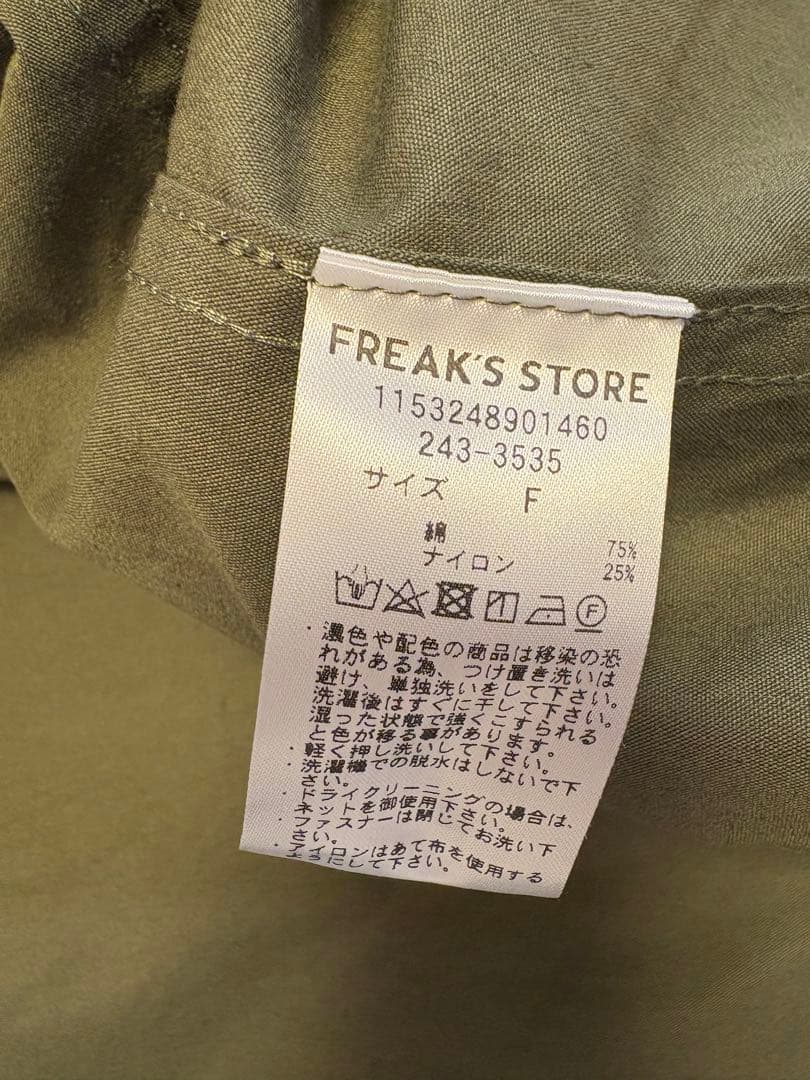 FREAK'S STORE
1153248901460
243-3535
サイズ F
綿 75%
ナイロン 25%
F
・濃色や配色の商品は移染の恐
れがある為、つけ置き洗いは
避け、単独洗いをして下さい。
洗濯後はすぐに干して下さい。
湿った状態で強くこすられる
と色が移る事があります。
・軽く押し洗いして下さい。
・洗濯機での脱水はしないで下
さい。
・ドライクリーニングの場合は、
ネットを御使用下さい。
・ファスナーは閉じてお洗い下
さい。
・アイロンはあて布を使用する
ようにして下さい。